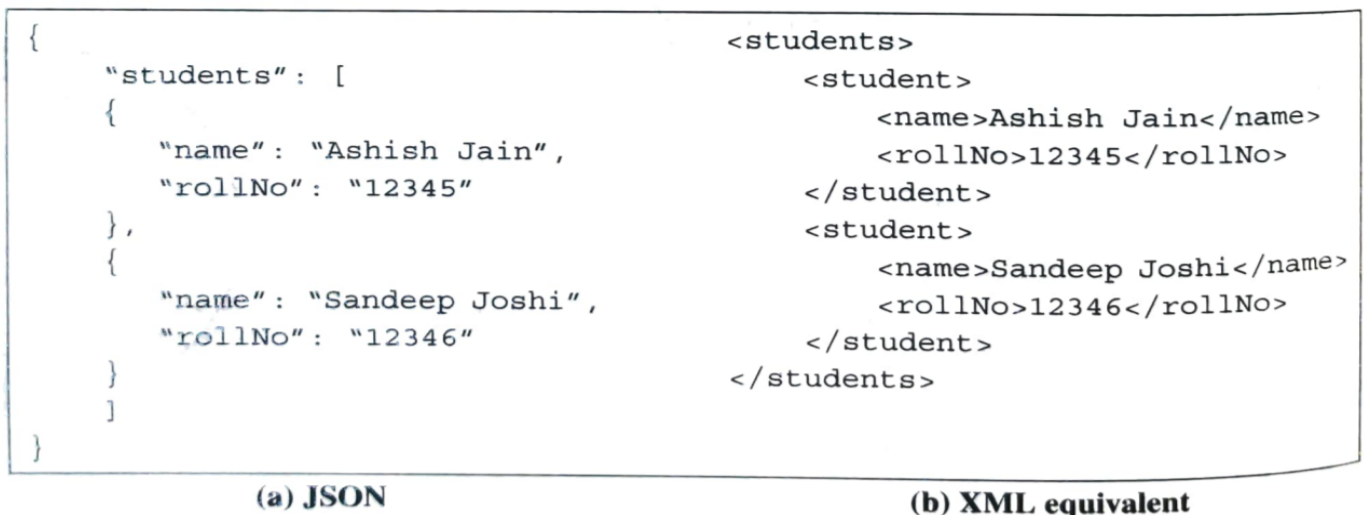 {
"students": [
{
"name": "Ashish Jain",
"rollNo": "12345"
},
{
"name": "Sandeep Joshi",
"rollNo": "12346"
}
]
}
(a) JSON
<students>
<student>
<name>Ashish Jain</name>
<rollNo>12345</rollNo>
</student>
<student>
<name>Sandeep Joshi</name>
<rollNo>12346</rollNo>
</student>
</students>
(b) XML equivalent